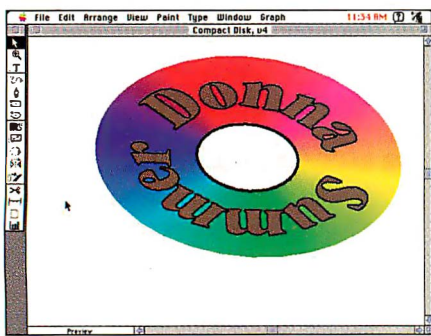 File Edit Arrange View Paint Type Window Graph 11:54 AM
Compact Disk, v4
T
Donna
Summer
Preview